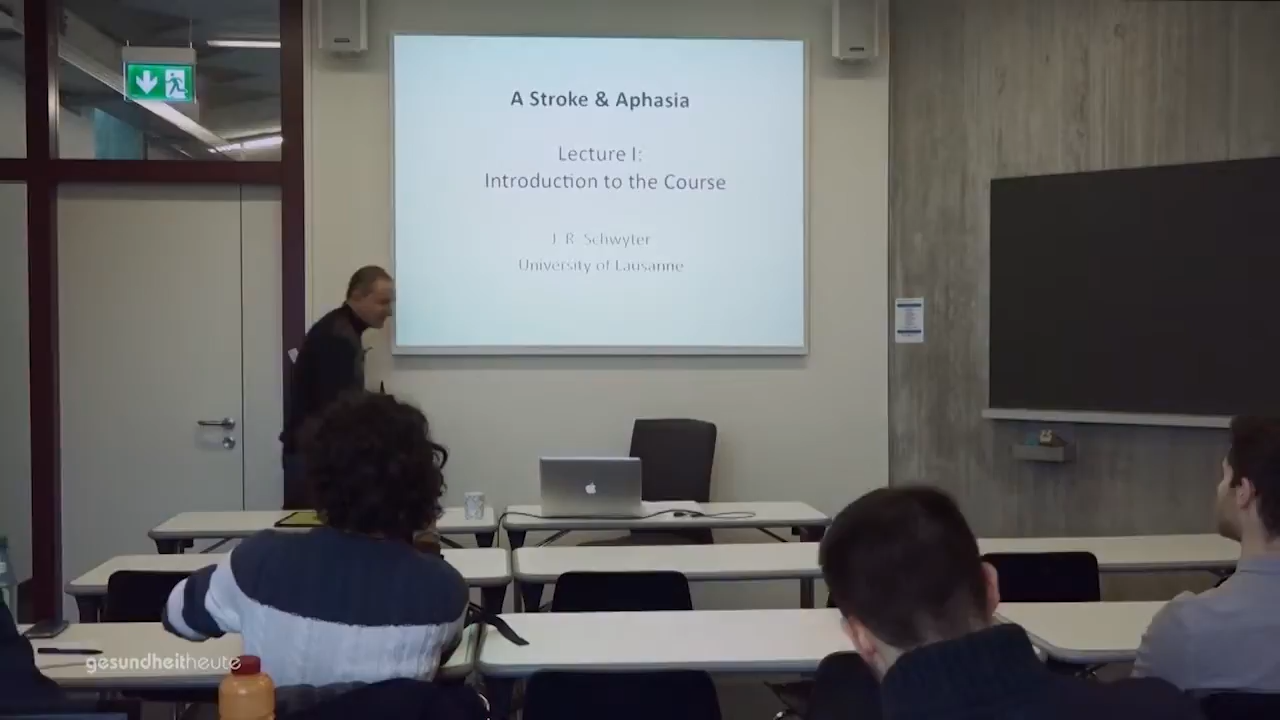 A Stroke & Aphasia
Lecture I:
Introduction to the Course
J. R. Schwyter
University of Lausanne
gesundheitheute